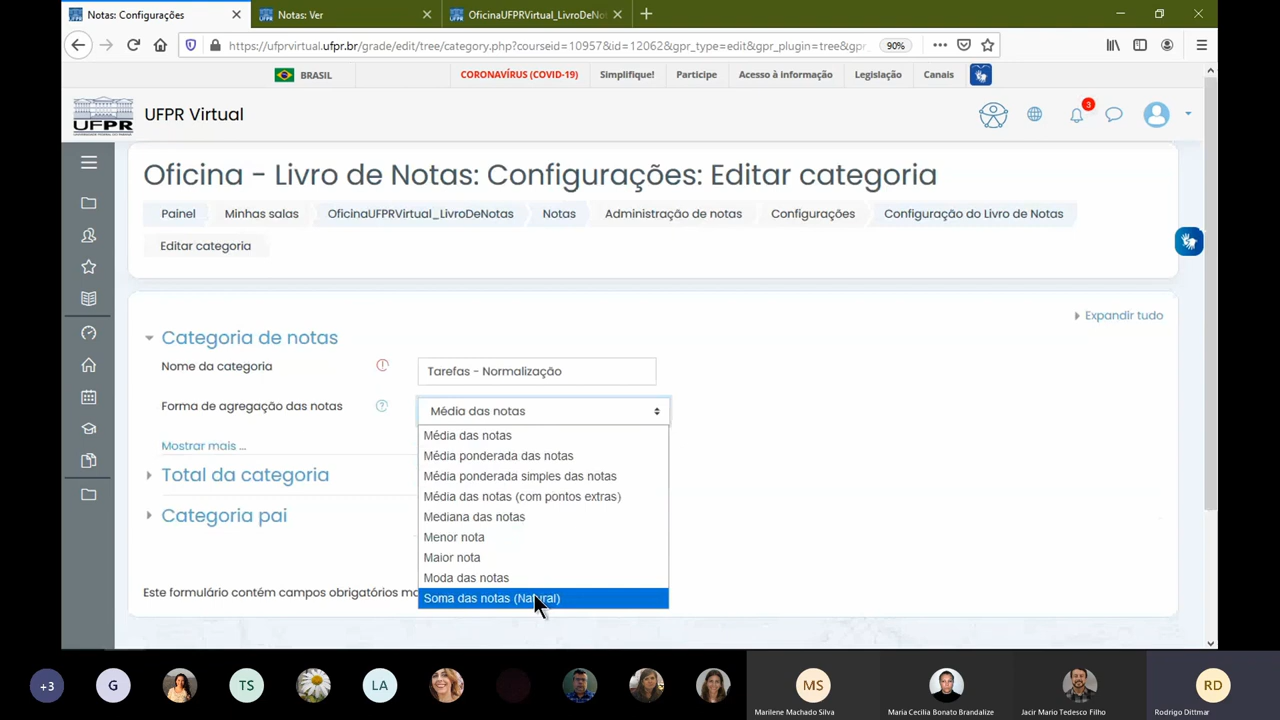 Notas: Configurações
Notas: Ver
OficinaUFPRVirtual_LivroDeNo
https://ufprvirtual.ufpr.br/grade/edit/tree/category.php?courseid=10957&id=12062&gpr_type=edit&gpr_plugin=tree&gpr_
90%
BRASIL
CORONAVÍRUS (COVID-19)
Simplifique!
Participe
Acesso à informação
Legislação
Canais
UFPR
UFPR Virtual
3
Oficina - Livro de Notas: Configurações: Editar categoria
Painel
Minhas salas
OficinaUFPRVirtual_LivroDeNotas
Notas
Administração de notas
Configurações
Configuração do Livro de Notas
Editar categoria
Expandir tudo
Categoria de notas
Nome da categoria
Tarefas - Normalização
Forma de agregação das notas
Média das notas
Média das notas
Média ponderada das notas
Média ponderada simples das notas
Média das notas (com pontos extras)
Mediana das notas
Menor nota
Maior nota
Moda das notas
Soma das notas (Natural)
Mostrar mais ...
Total da categoria
Categoria pai
Este formulário contém campos obrigatórios
+3
G
TS
LA
MS
RD
Marilene Machado Silva
Maria Cecilia Bonato Brandalize
Jacir Mario Tedesco Filho
Rodrigo Dittmar